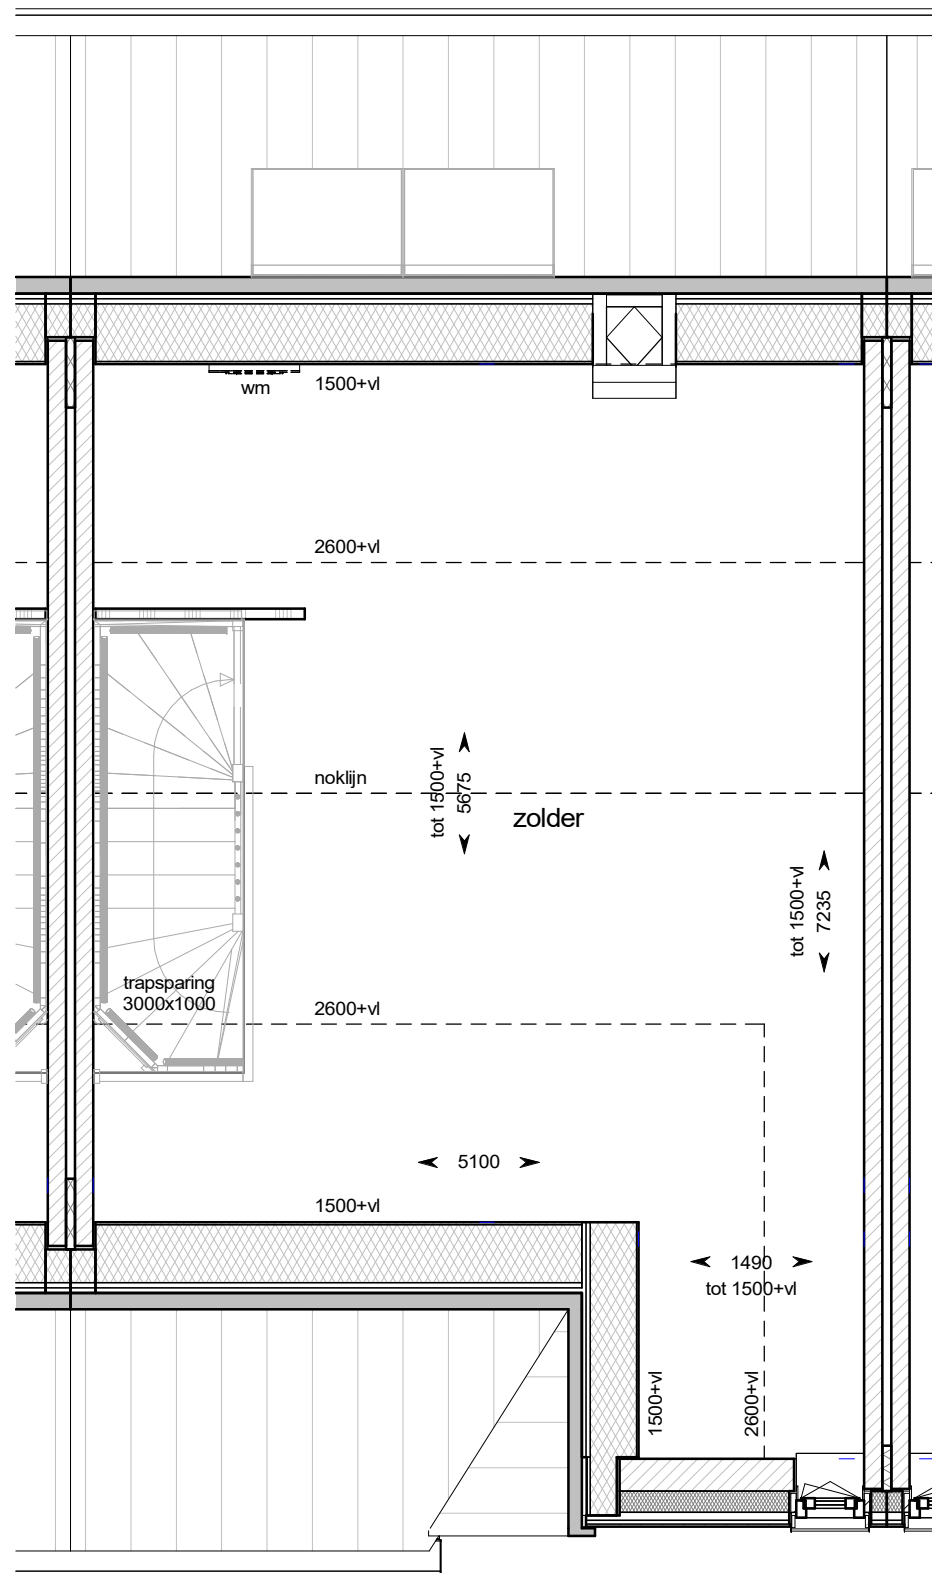 wm
1500+vl
2600+vl
noklijn
tot 1500+vl
5675
zolder
tot 1500+vl
7235
trapsparing
3000x1000
2600+vl
5100
1500+vl
1490
tot 1500+vl
1500+vl
2600+vl